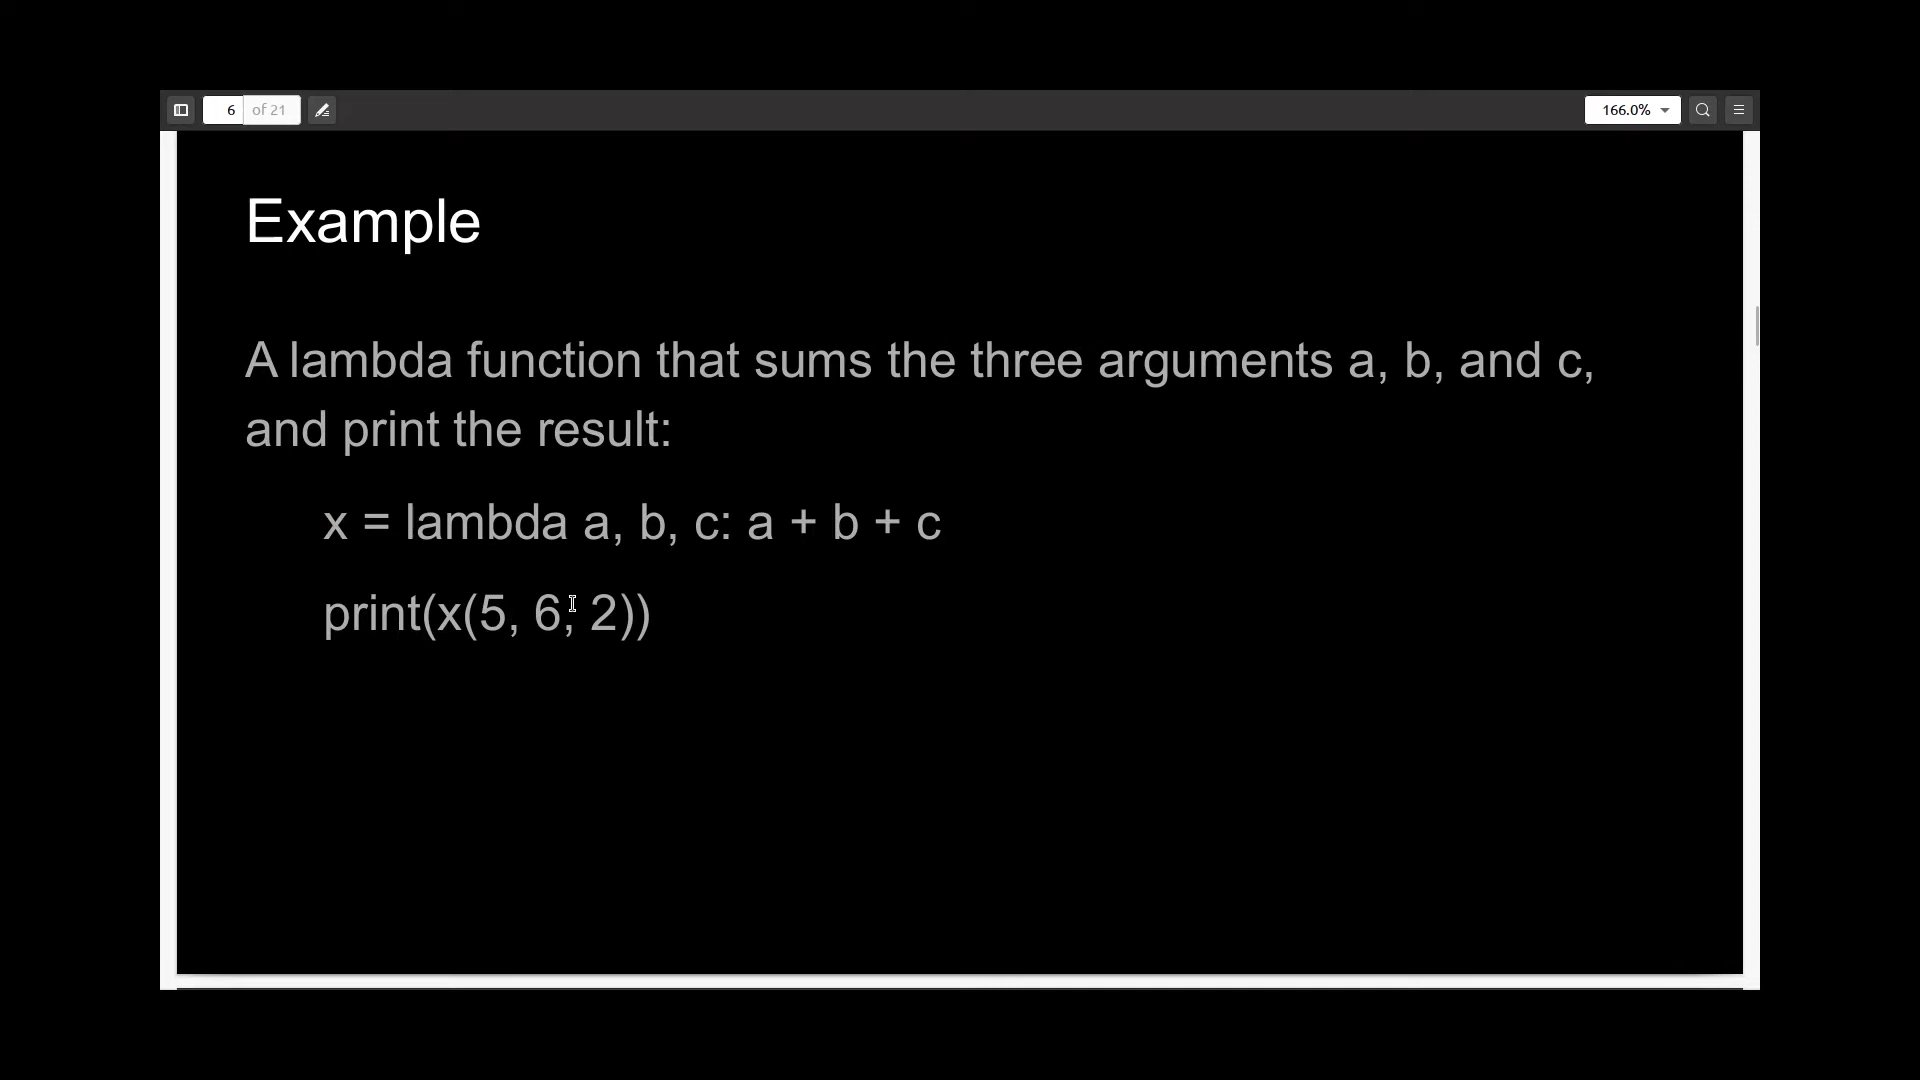 6 of 21
166.0%
Example
A lambda function that sums the three arguments a, b, and c,
and print the result:
x = lambda a, b, c: a + b + c
print(x(5, 6, 2))